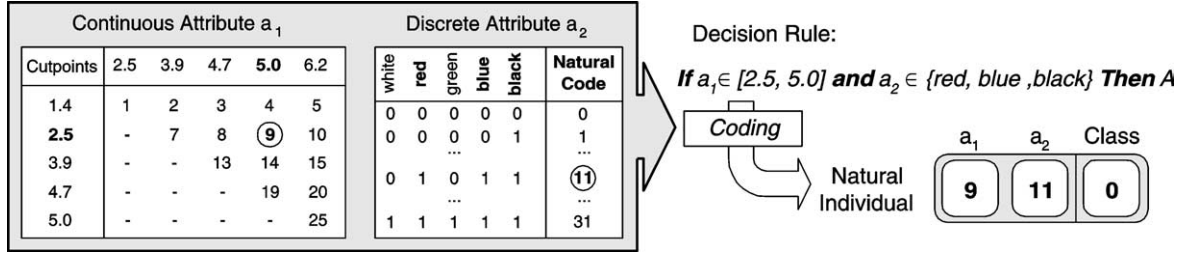 Continuous Attribute a1
Cutpoints 2.5 3.9 4.7 5.0 6.2
1.4 1 2 3 4 5
2.5 - 7 8 9 10
3.9 - - 13 14 15
4.7 - - - 19 20
5.0 - - - - 25
Discrete Attribute a2
white red green blue black Natural Code
0 0 0 0 0 0
0 0 0 0 1 1
... ...
0 1 0 1 1 11
... ...
1 1 1 1 1 31
Decision Rule:
If a1∈ [2.5, 5.0] and a2 ∈ {red, blue ,black} Then A
Coding
Natural
Individual
a1 a2 Class
9 11 0